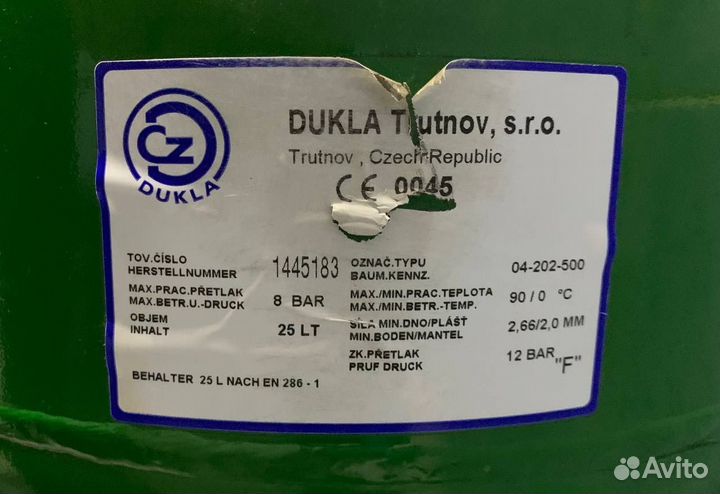 CZ
DUKLA
DUKLA Trutnov, s.r.o.
Trutnov , Czech Republic
CE 0045
TOV.ČÍSLO
HERSTELLNUMMER 1445183
MAX.PRAC.PŘETLAK
MAX.BETR.U.-DRUCK 8 BAR
OBJEM
INHALT 25 LT
OZNAČ.TYPU
BAUM.KENNZ. 04-202-500
MAX./MIN.PRAC.TEPLOTA
MAX./MIN.BETR.-TEMP. 90 / 0 °C
SÍLA MIN.DNO/PLÁŠŤ
MIN.BODEN/MANTEL 2,66/2,0 MM
ZK.PŘETLAK
PRUF DRUCK 12 BAR "F"
BEHALTER 25 L NACH EN 286 - 1
Avito